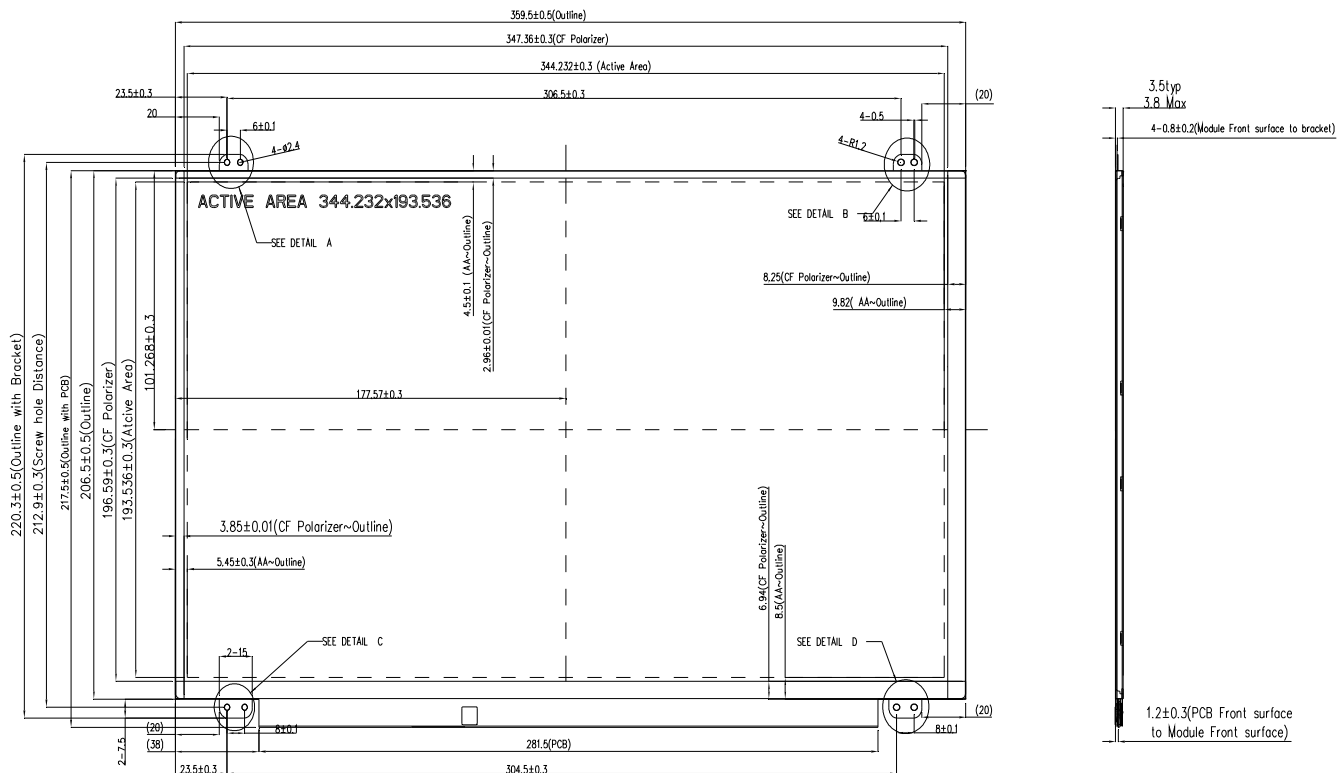 359.5±0.5(Outline)
347.36±0.3(CF Polarizer)
344.232±0.3 (Active Area)
23.5±0.3
306.5±0.3
(20)
20
6±0.1
4-0.5
4-ø2.4
4-R1.2
3.5typ
3.8 Max
4-0.8±0.2(Module Front surface to bracket)
ACTIVE AREA 344.232x193.536
SEE DETAIL A
SEE DETAIL B
6±0.1
4.5±0.1 (AA~Outline)
2.96±0.01(CF Polarizer~Outline)
8.25(CF Polarizer~Outline)
9.82( AA~Outline)
220.3±0.5(Outline with Bracket)
212.9±0.3(Screw hole Distance)
217.5±0.5(Outline with PCB)
206.5±0.5(Outline)
196.59±0.3(CF Polarizer)
193.536±0.3(Atcive Area)
101.268±0.3
177.57±0.3
3.85±0.01(CF Polarizer~Outline)
5.45±0.3(AA~Outline)
6.94(CF Polarizer~Outline)
8.5(AA~Outline)
SEE DETAIL C
SEE DETAIL D
2-15
(20)
(20)
8±0.1
8±0.1
(38)
281.5(PCB)
2-7.5
23.5±0.3
304.5±0.3
1.2±0.3(PCB Front surface
to Module Front surface)